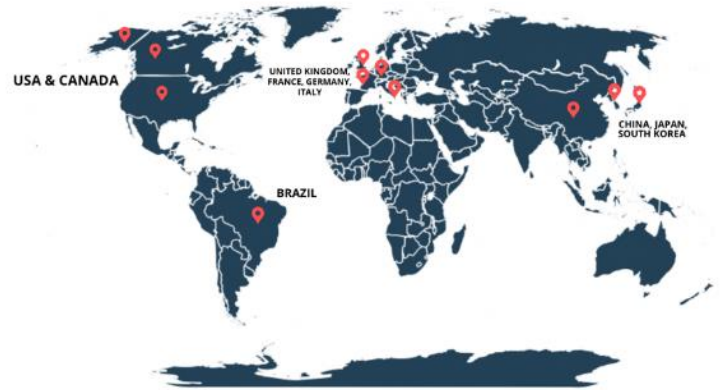 USA & CANADA
UNITED KINGDOM,
FRANCE, GERMANY,
ITALY
CHINA, JAPAN,
SOUTH KOREA
BRAZIL